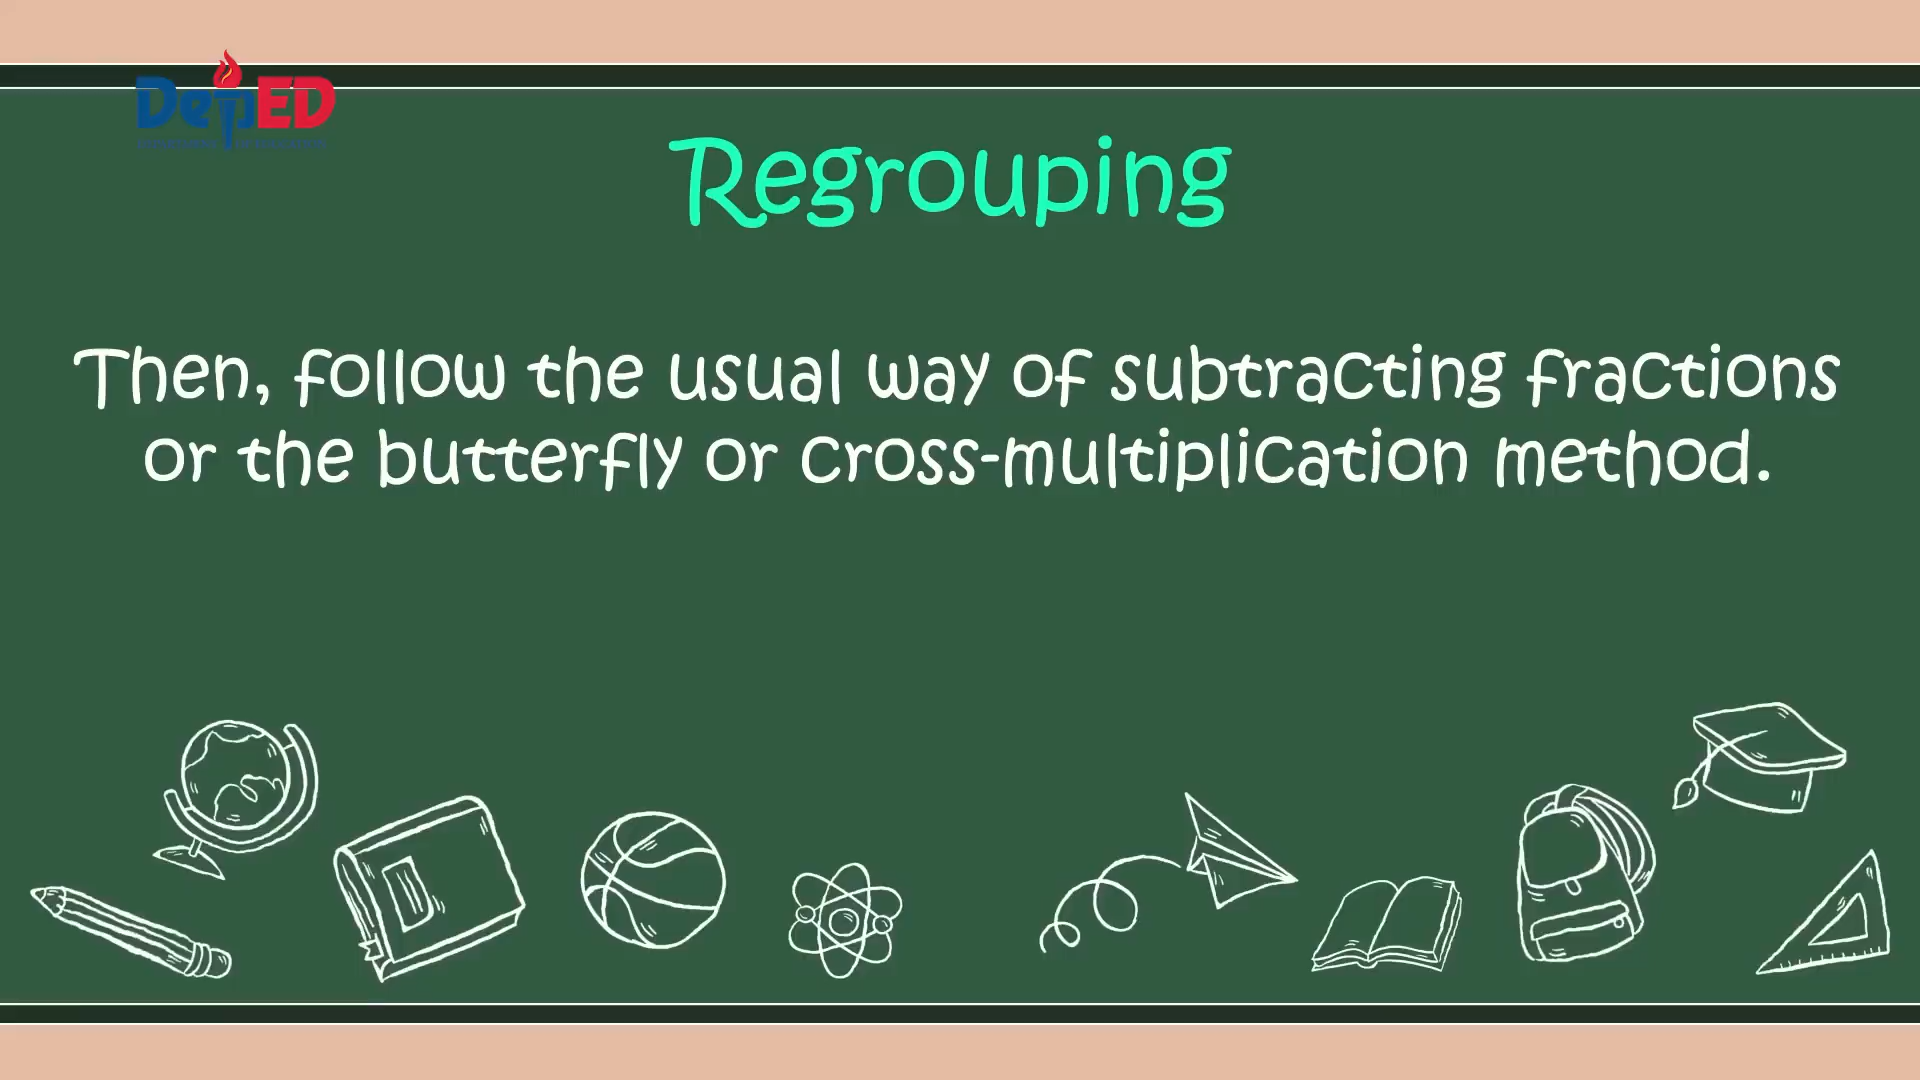 DepED
Regrouping
Then, follow the usual way of subtracting fractions
or the butterfly or cross-multiplication method.